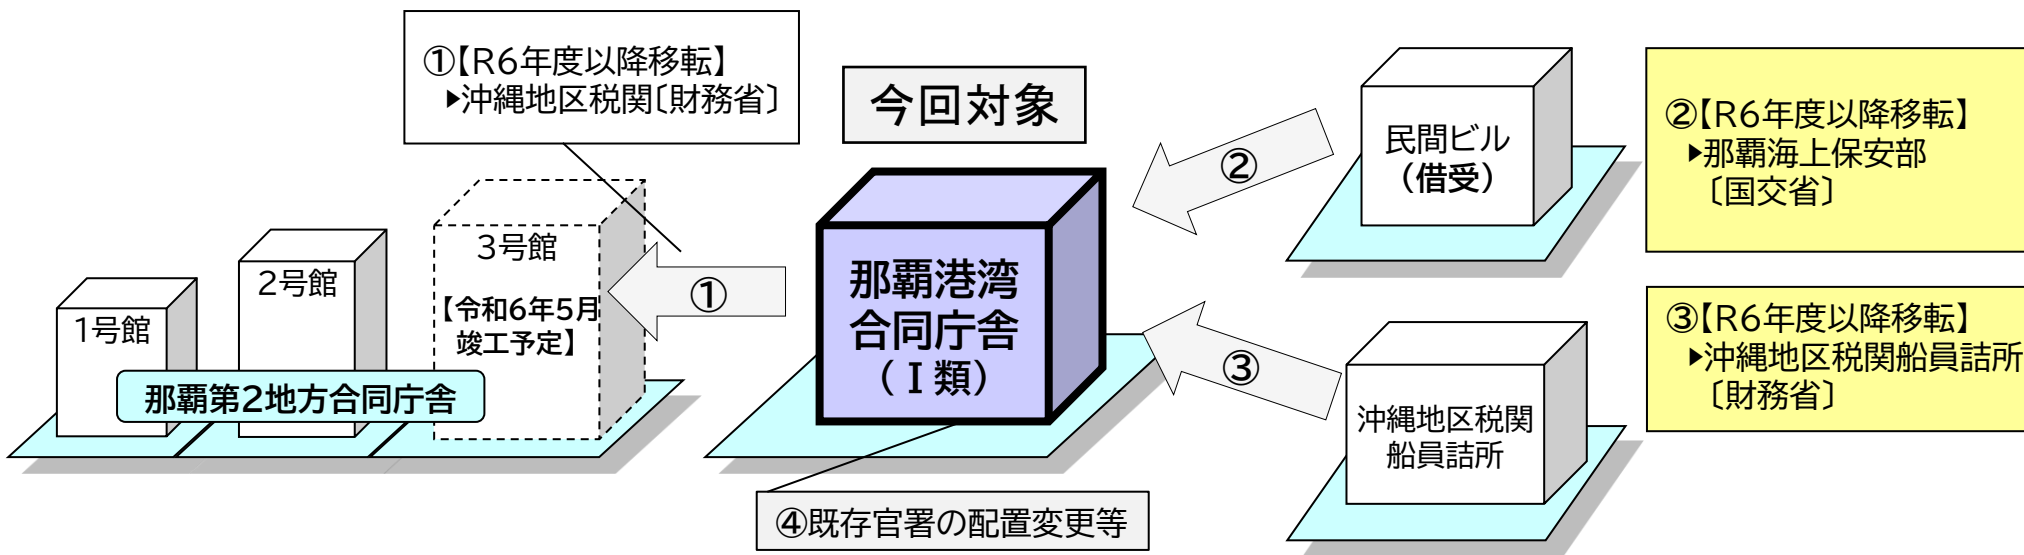 ①【R6年度以降移転】
▶沖縄地区税関〔財務省〕
今回対象
民間ビル
（借受）
②【R6年度以降移転】
▶那覇海上保安部
〔国交省〕
②
3号館
【令和6年5月
竣工予定】
2号館
1号館
那覇第2地方合同庁舎
①
那覇港湾
合同庁舎
（Ⅰ類）
③
③【R6年度以降移転】
▶沖縄地区税関船員詰所
〔財務省〕
沖縄地区税関
船員詰所
④既存官署の配置変更等